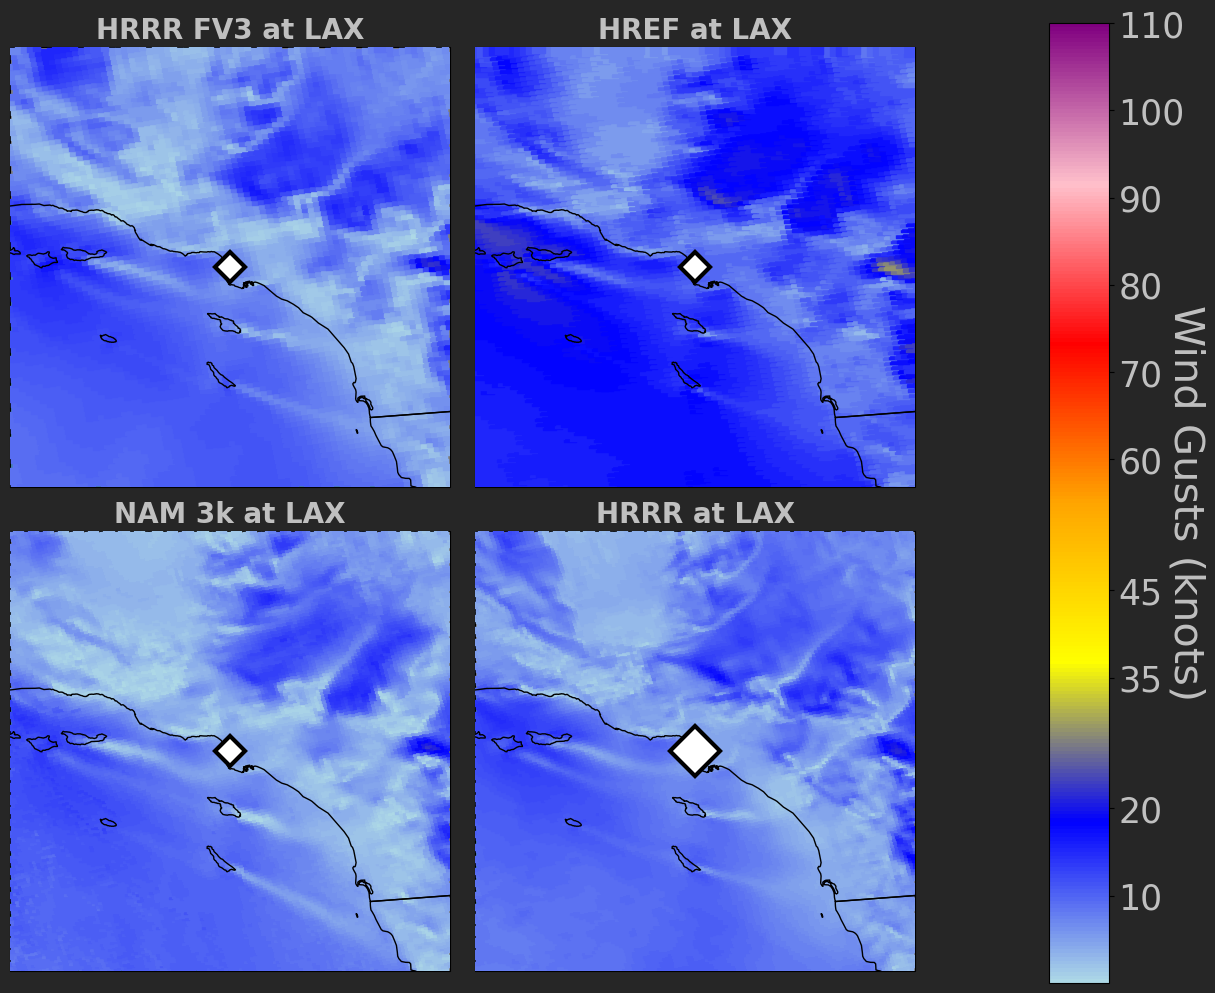 HRRR FV3 at LAX
HREF at LAX
NAM 3k at LAX
HRRR at LAX
110
100
90
80
70
60
45
35
20
10
Wind Gusts (knots)